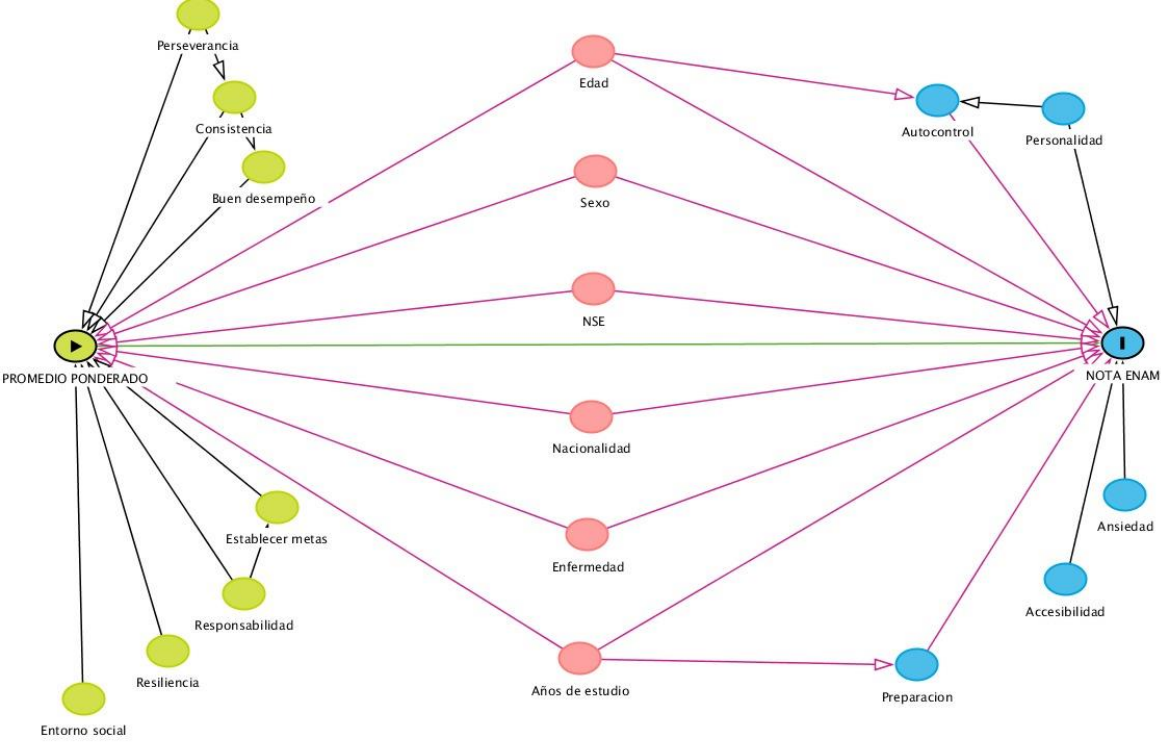 Perseverancia
Edad
Consistencia
Autocontrol
Personalidad
Buen desempeño
Sexo
NSE
PROMEDIO PONDERADO
NOTA ENAM
Nacionalidad
Ansiedad
Establecer metas
Enfermedad
Accesibilidad
Responsabilidad
Resiliencia
Años de estudio
Preparacion
Entorno social